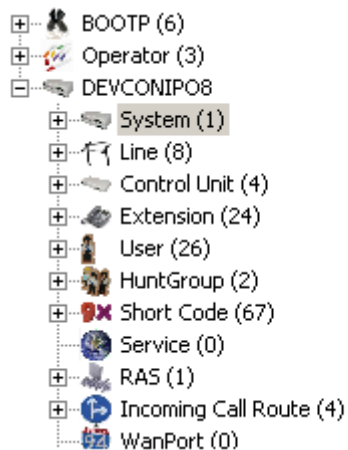 BOOTP (6)
Operator (3)
DEVCONIPO8
System (1)
Line (8)
Control Unit (4)
Extension (24)
User (26)
HuntGroup (2)
Short Code (67)
Service (0)
RAS (1)
Incoming Call Route (4)
WanPort (0)